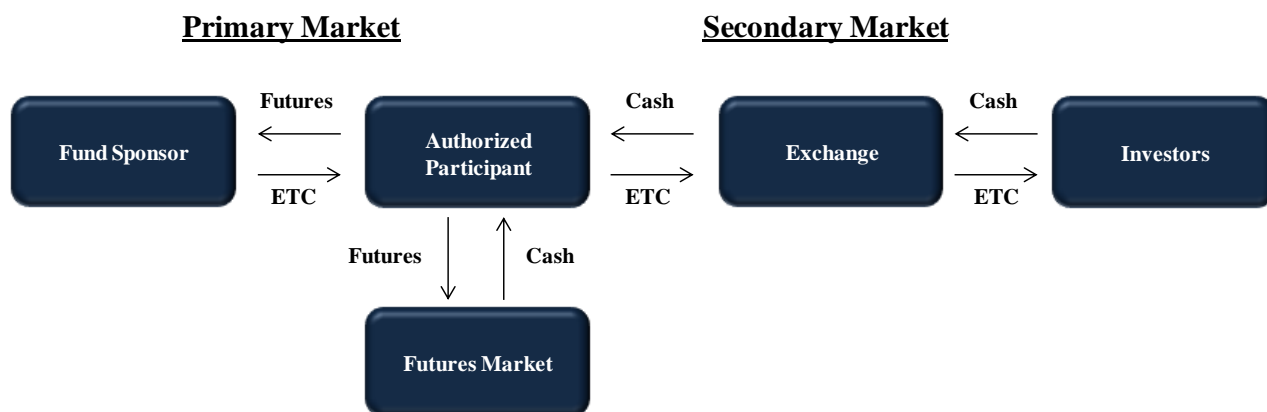 Primary Market
Secondary Market
Futures
Cash
Cash
Fund Sponsor
Authorized
Participant
Exchange
Investors
ETC
ETC
ETC
Futures
Cash
Futures Market